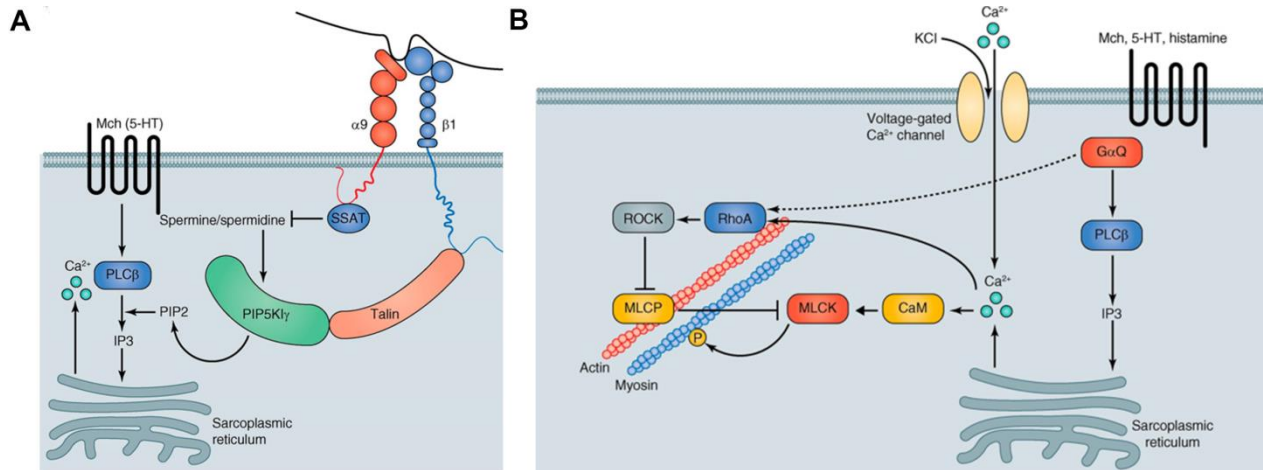 A
Mch (5-HT)
α9
β1
Spermine/spermidine
SSAT
Ca²⁺
PLCβ
PIP2
PIP5KIγ
Talin
IP3
Sarcoplasmic
reticulum
B
Ca²⁺
KCl
Mch, 5-HT, histamine
Voltage-gated
Ca²⁺ channel
GαQ
ROCK
RhoA
PLCβ
Ca²⁺
MLCP
MLCK
CaM
IP3
P
Actin
Myosin
Sarcoplasmic
reticulum